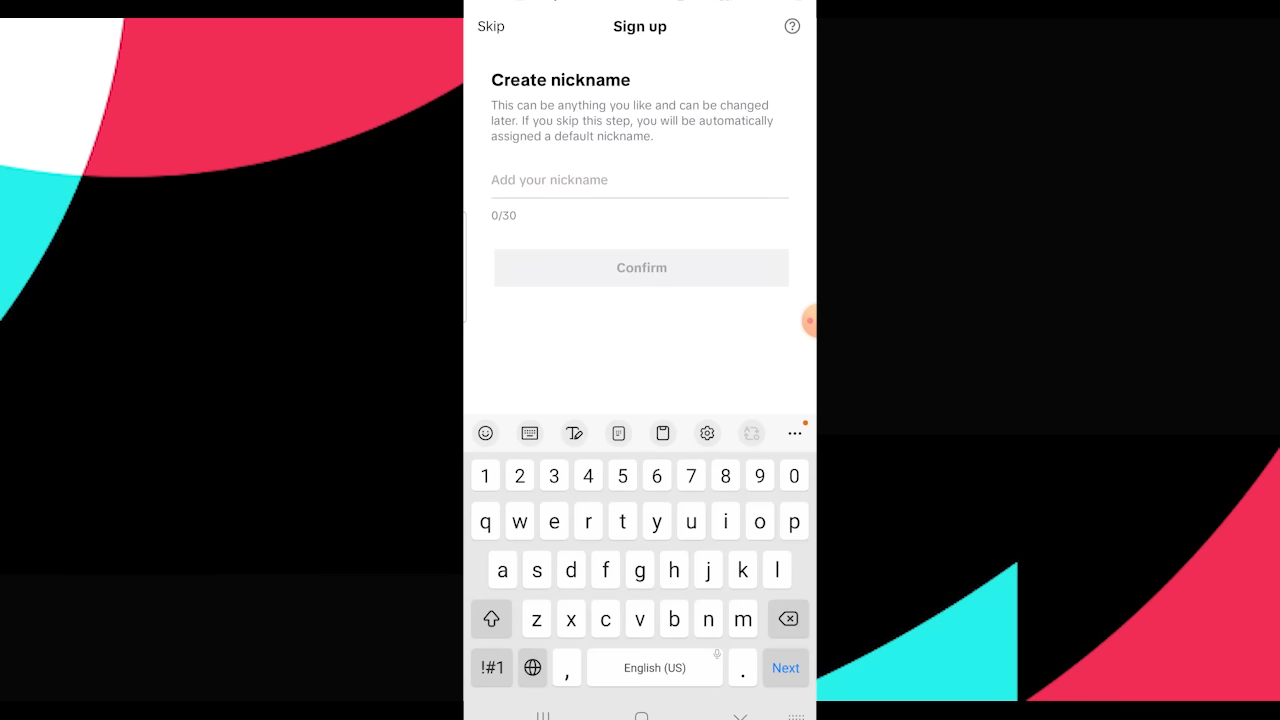 Skip
Sign up
Create nickname
This can be anything you like and can be changed
later. If you skip this step, you will be automatically
assigned a default nickname.
Add your nickname
0/30
Confirm
1 2 3 4 5 6 7 8 9 0
q w e r t y u i o p
a s d f g h j k l
z x c v b n m
!#1 , English (US) . Next